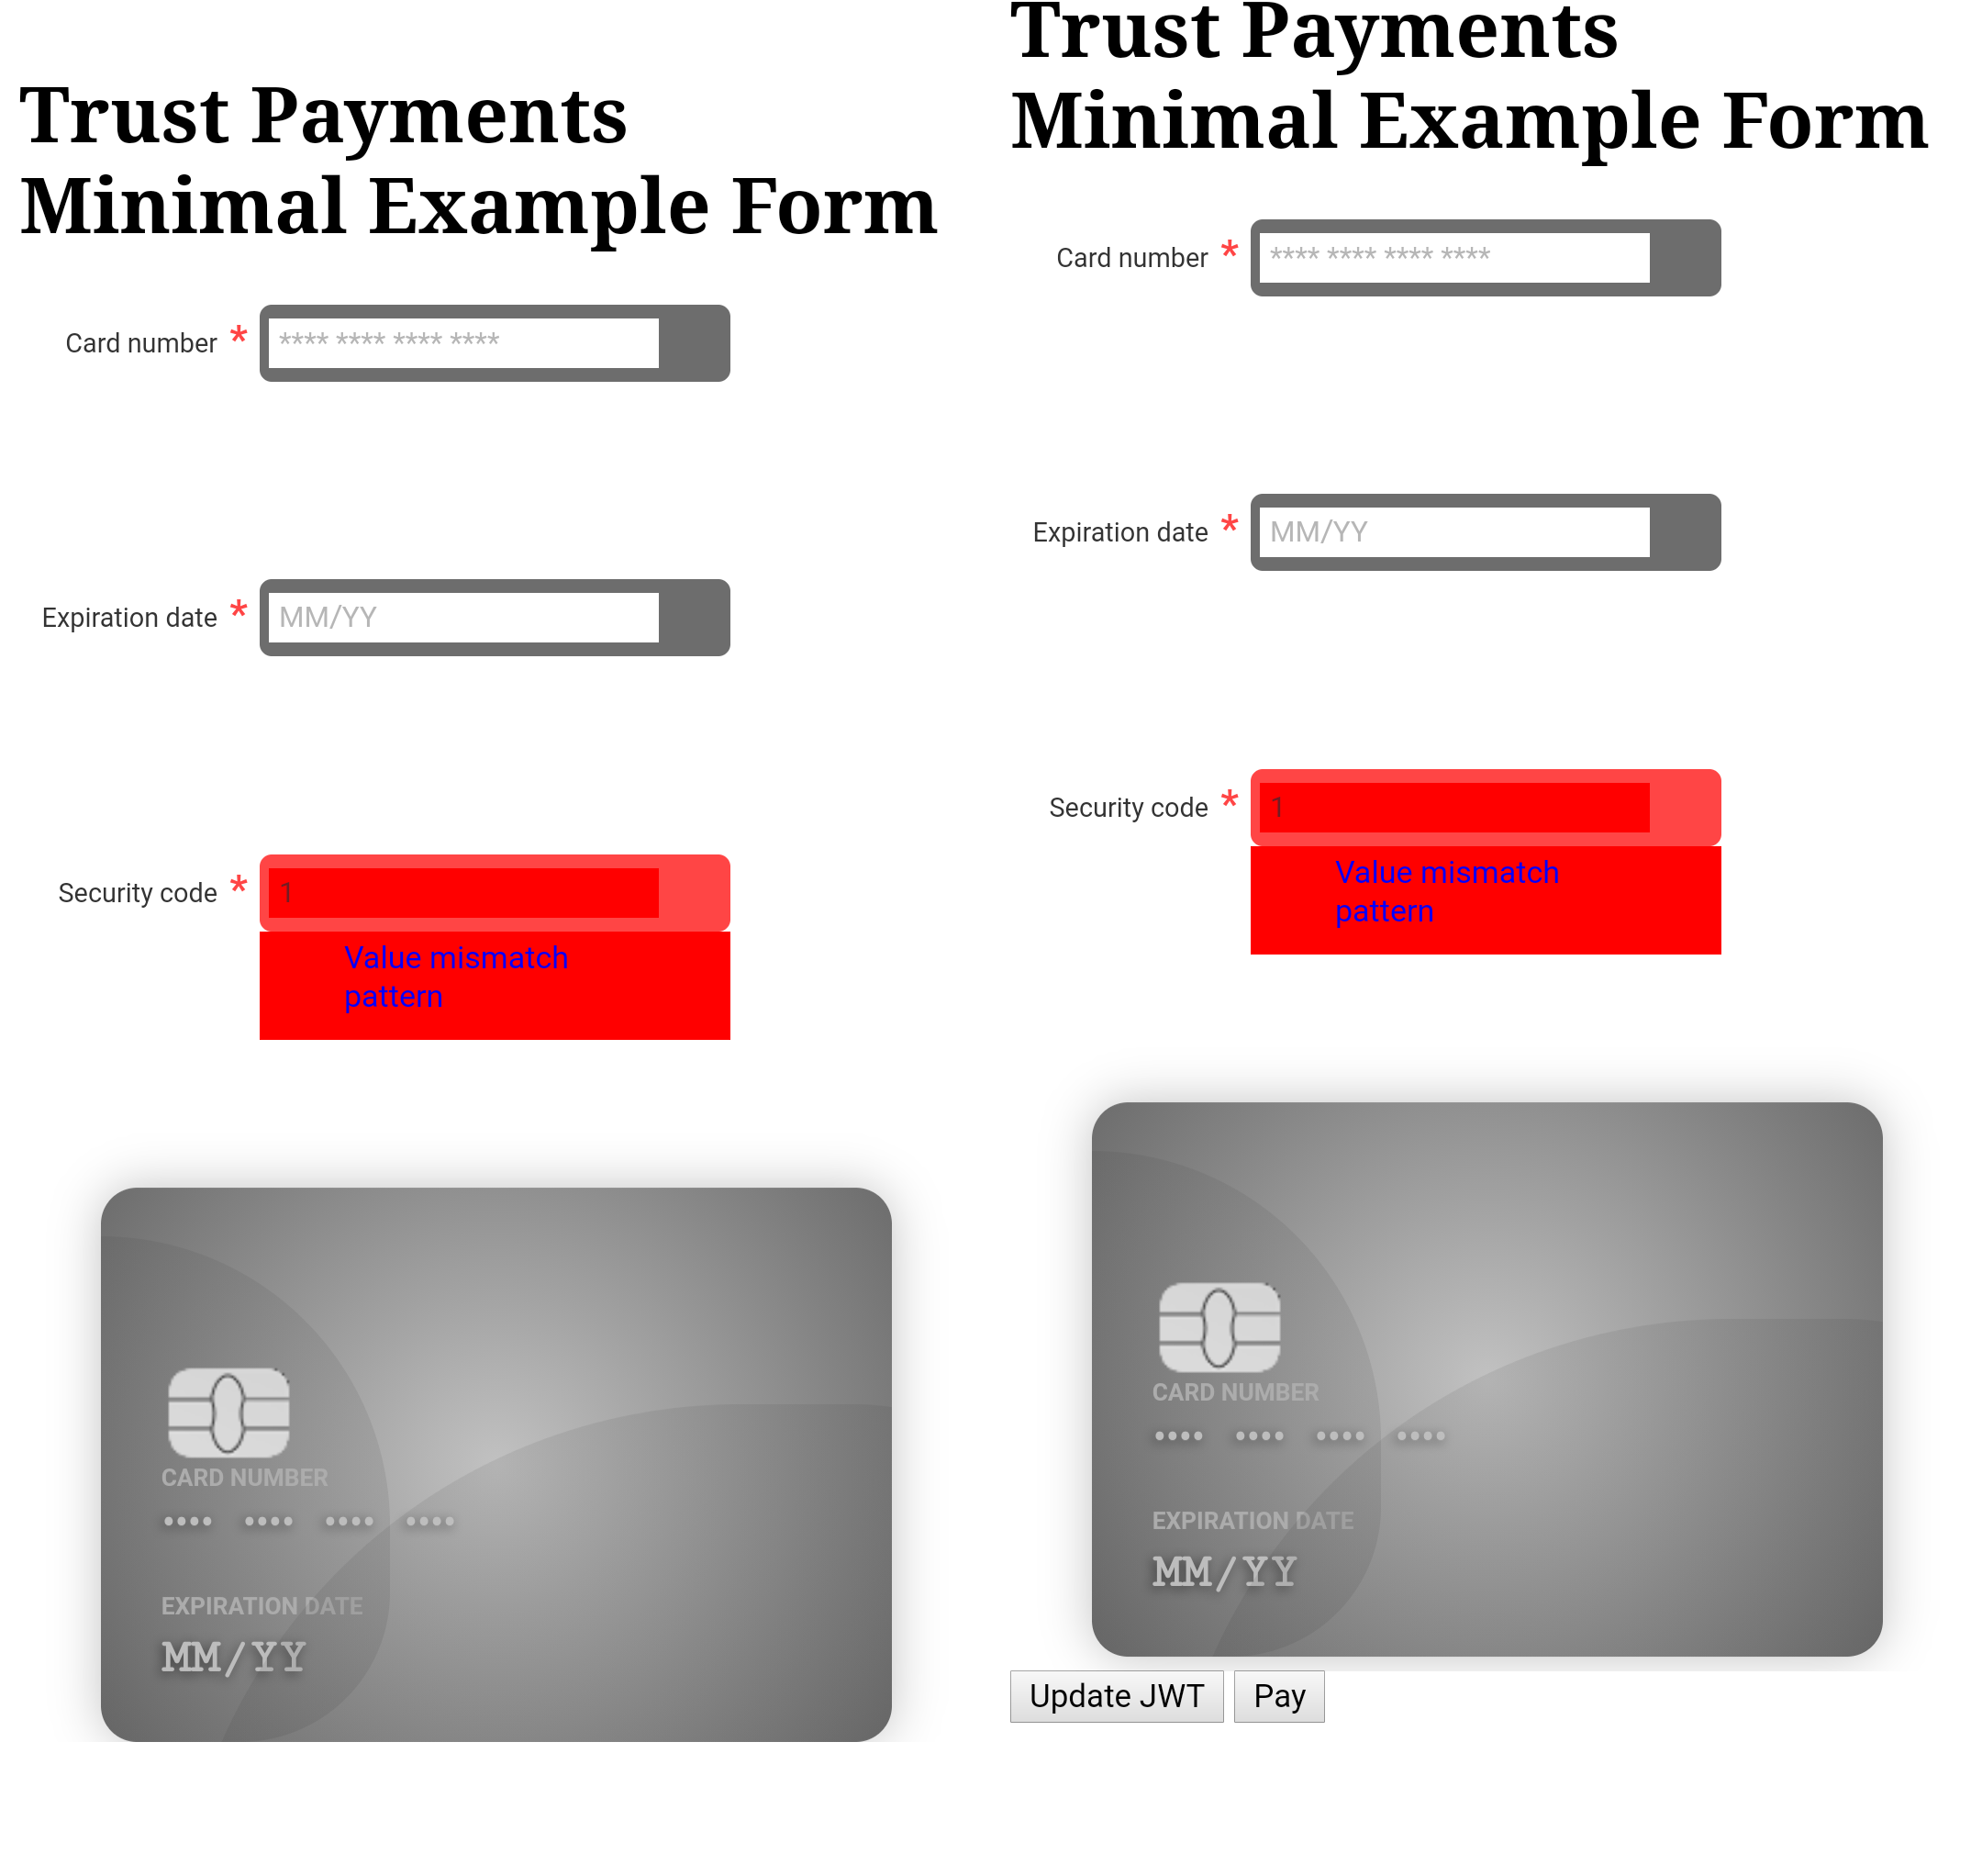 Trust Payments
Minimal Example Form
Card number *
**** **** **** ****
Expiration date *
MM/YY
Security code *
1
Value mismatch
pattern
CARD NUMBER
•••• •••• •••• ••••
EXPIRATION DATE
MM/YY
Trust Payments
Minimal Example Form
Card number *
**** **** **** ****
Expiration date *
MM/YY
Security code *
1
Value mismatch
pattern
CARD NUMBER
•••• •••• •••• ••••
EXPIRATION DATE
MM/YY
Update JWT
Pay